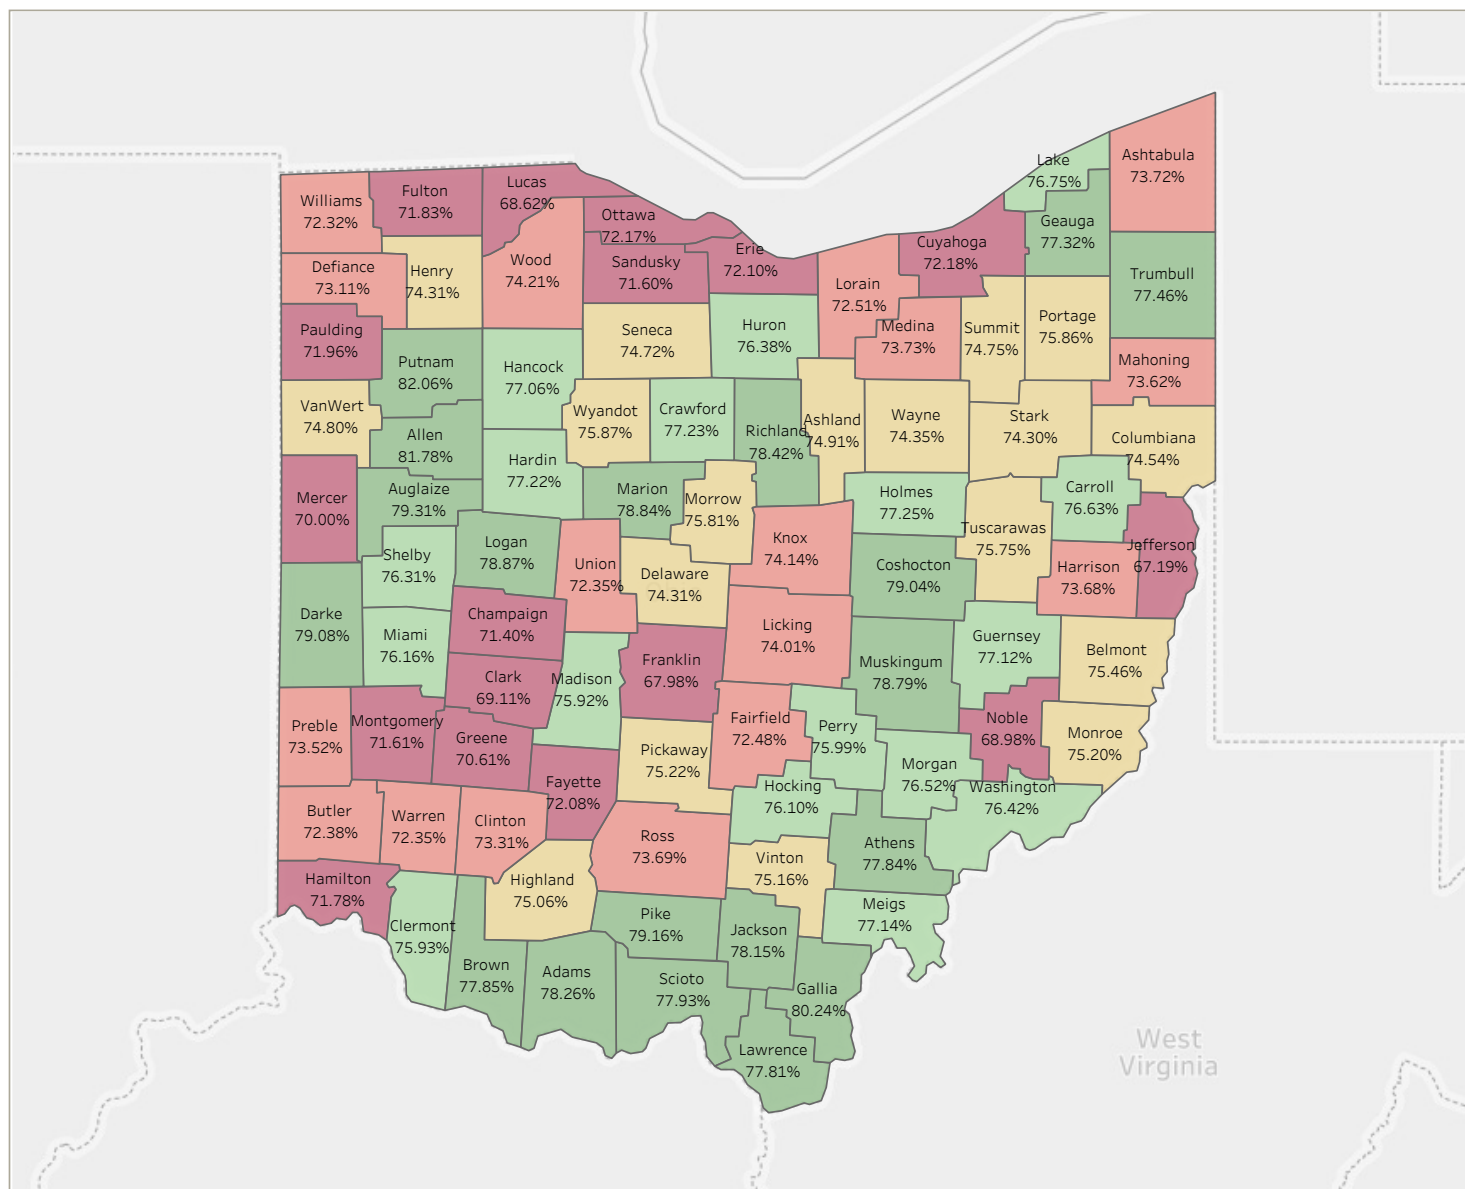 Lake
76.75%
Ashtabula
73.72%
Williams
72.32%
Fulton
71.83%
Lucas
68.62%
Ottawa
72.17%
Geauga
77.32%
Cuyahoga
72.18%
Erie
72.10%
Defiance
73.11%
Henry
74.31%
Wood
74.21%
Sandusky
71.60%
Lorain
72.51%
Trumbull
77.46%
Paulding
71.96%
Seneca
74.72%
Huron
76.38%
Medina
73.73%
Summit
74.75%
Portage
75.86%
Putnam
82.06%
Hancock
77.06%
Mahoning
73.62%
VanWert
74.80%
Wyandot
75.87%
Crawford
77.23%
Richland
78.42%
Ashland
74.91%
Wayne
74.35%
Stark
74.30%
Allen
81.78%
Columbiana
74.54%
Hardin
77.22%
Mercer
70.00%
Auglaize
79.31%
Marion
78.84%
Morrow
75.81%
Holmes
77.25%
Carroll
76.63%
Tuscarawas
75.75%
Jefferson
67.19%
Shelby
76.31%
Logan
78.87%
Union
72.35%
Delaware
74.31%
Knox
74.14%
Coshocton
79.04%
Harrison
73.68%
Darke
79.08%
Miami
76.16%
Champaign
71.40%
Licking
74.01%
Guernsey
77.12%
Belmont
75.46%
Clark
69.11%
Madison
75.92%
Franklin
67.98%
Muskingum
78.79%
Preble
73.52%
Montgomery
71.61%
Greene
70.61%
Fairfield
72.48%
Perry
75.99%
Noble
68.98%
Monroe
75.20%
Pickaway
75.22%
Morgan
76.52%
Fayette
72.08%
Hocking
76.10%
Washington
76.42%
Butler
72.38%
Warren
72.35%
Clinton
73.31%
Ross
73.69%
Athens
77.84%
Vinton
75.16%
Hamilton
71.78%
Highland
75.06%
Clermont
75.93%
Pike
79.16%
Jackson
78.15%
Meigs
77.14%
Brown
77.85%
Adams
78.26%
Scioto
77.93%
Gallia
80.24%
Lawrence
77.81%
West
Virginia